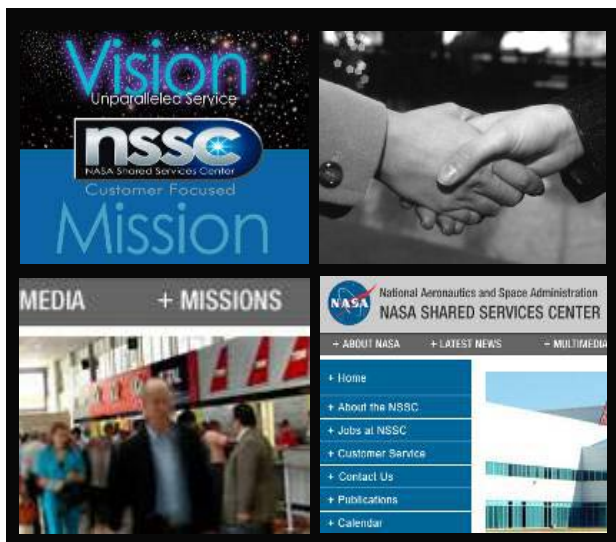 Vision
Unparalleled Service
nssc
NASA Shared Services Center
Customer Focused
Mission
MEDIA + MISSIONS
NASA
National Aeronautics and Space Administration
NASA SHARED SERVICES CENTER
+ ABOUT NASA + LATEST NEWS + MULTIMEDIA
+ Home
+ About the NSSC
+ Jobs at NSSC
+ Customer Service
+ Contact Us
+ Publications
+ Calendar